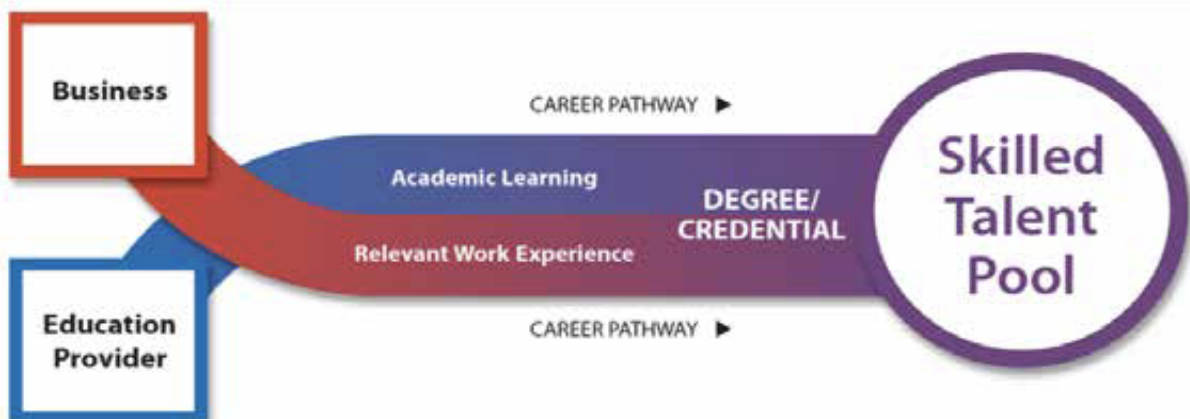 Business
CAREER PATHWAY ▶
Academic Learning
Relevant Work Experience
DEGREE/
CREDENTIAL
Skilled
Talent
Pool
Education
Provider
CAREER PATHWAY ▶